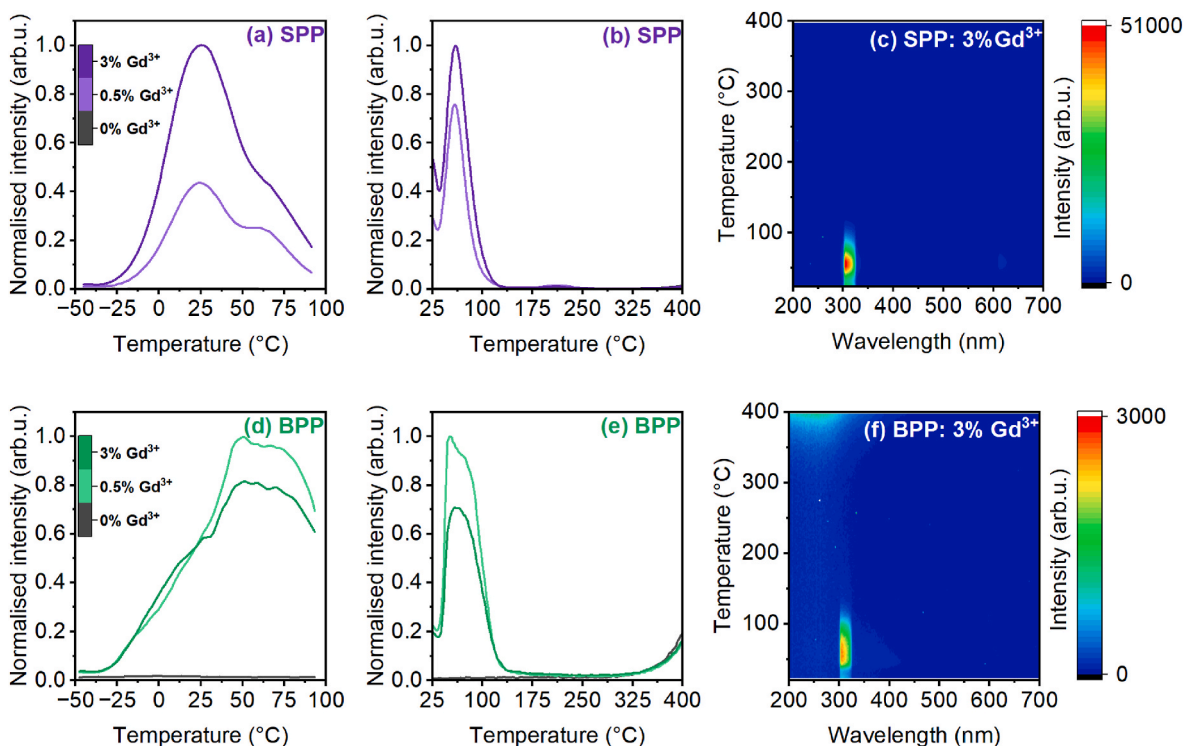 (a) SPP
1.0
0.8
0.6
0.4
0.2
0.0
3% Gd³⁺
0.5% Gd³⁺
0% Gd³⁺
−50 −25 0 25 50 75 100
Temperature (°C)
Normalised intensity (arb.u.)
(b) SPP
1.0
0.8
0.6
0.4
0.2
0.0
25 100 175 250 325 400
Temperature (°C)
Normalised intensity (arb.u.)
(c) SPP: 3%Gd³⁺
400
300
200
100
200 300 400 500 600 700
Wavelength (nm)
Temperature (°C)
51000
0
Intensity (arb.u.)
(d) BPP
1.0
0.8
0.6
0.4
0.2
0.0
3% Gd³⁺
0.5% Gd³⁺
0% Gd³⁺
−50 −25 0 25 50 75 100
Temperature (°C)
Normalised intensity (arb.u.)
(e) BPP
1.0
0.8
0.6
0.4
0.2
0.0
25 100 175 250 325 400
Temperature (°C)
Normalised intensity (arb.u.)
(f) BPP: 3% Gd³⁺
400
300
200
100
200 300 400 500 600 700
Wavelength (nm)
Temperature (°C)
3000
0
Intensity (arb.u.)